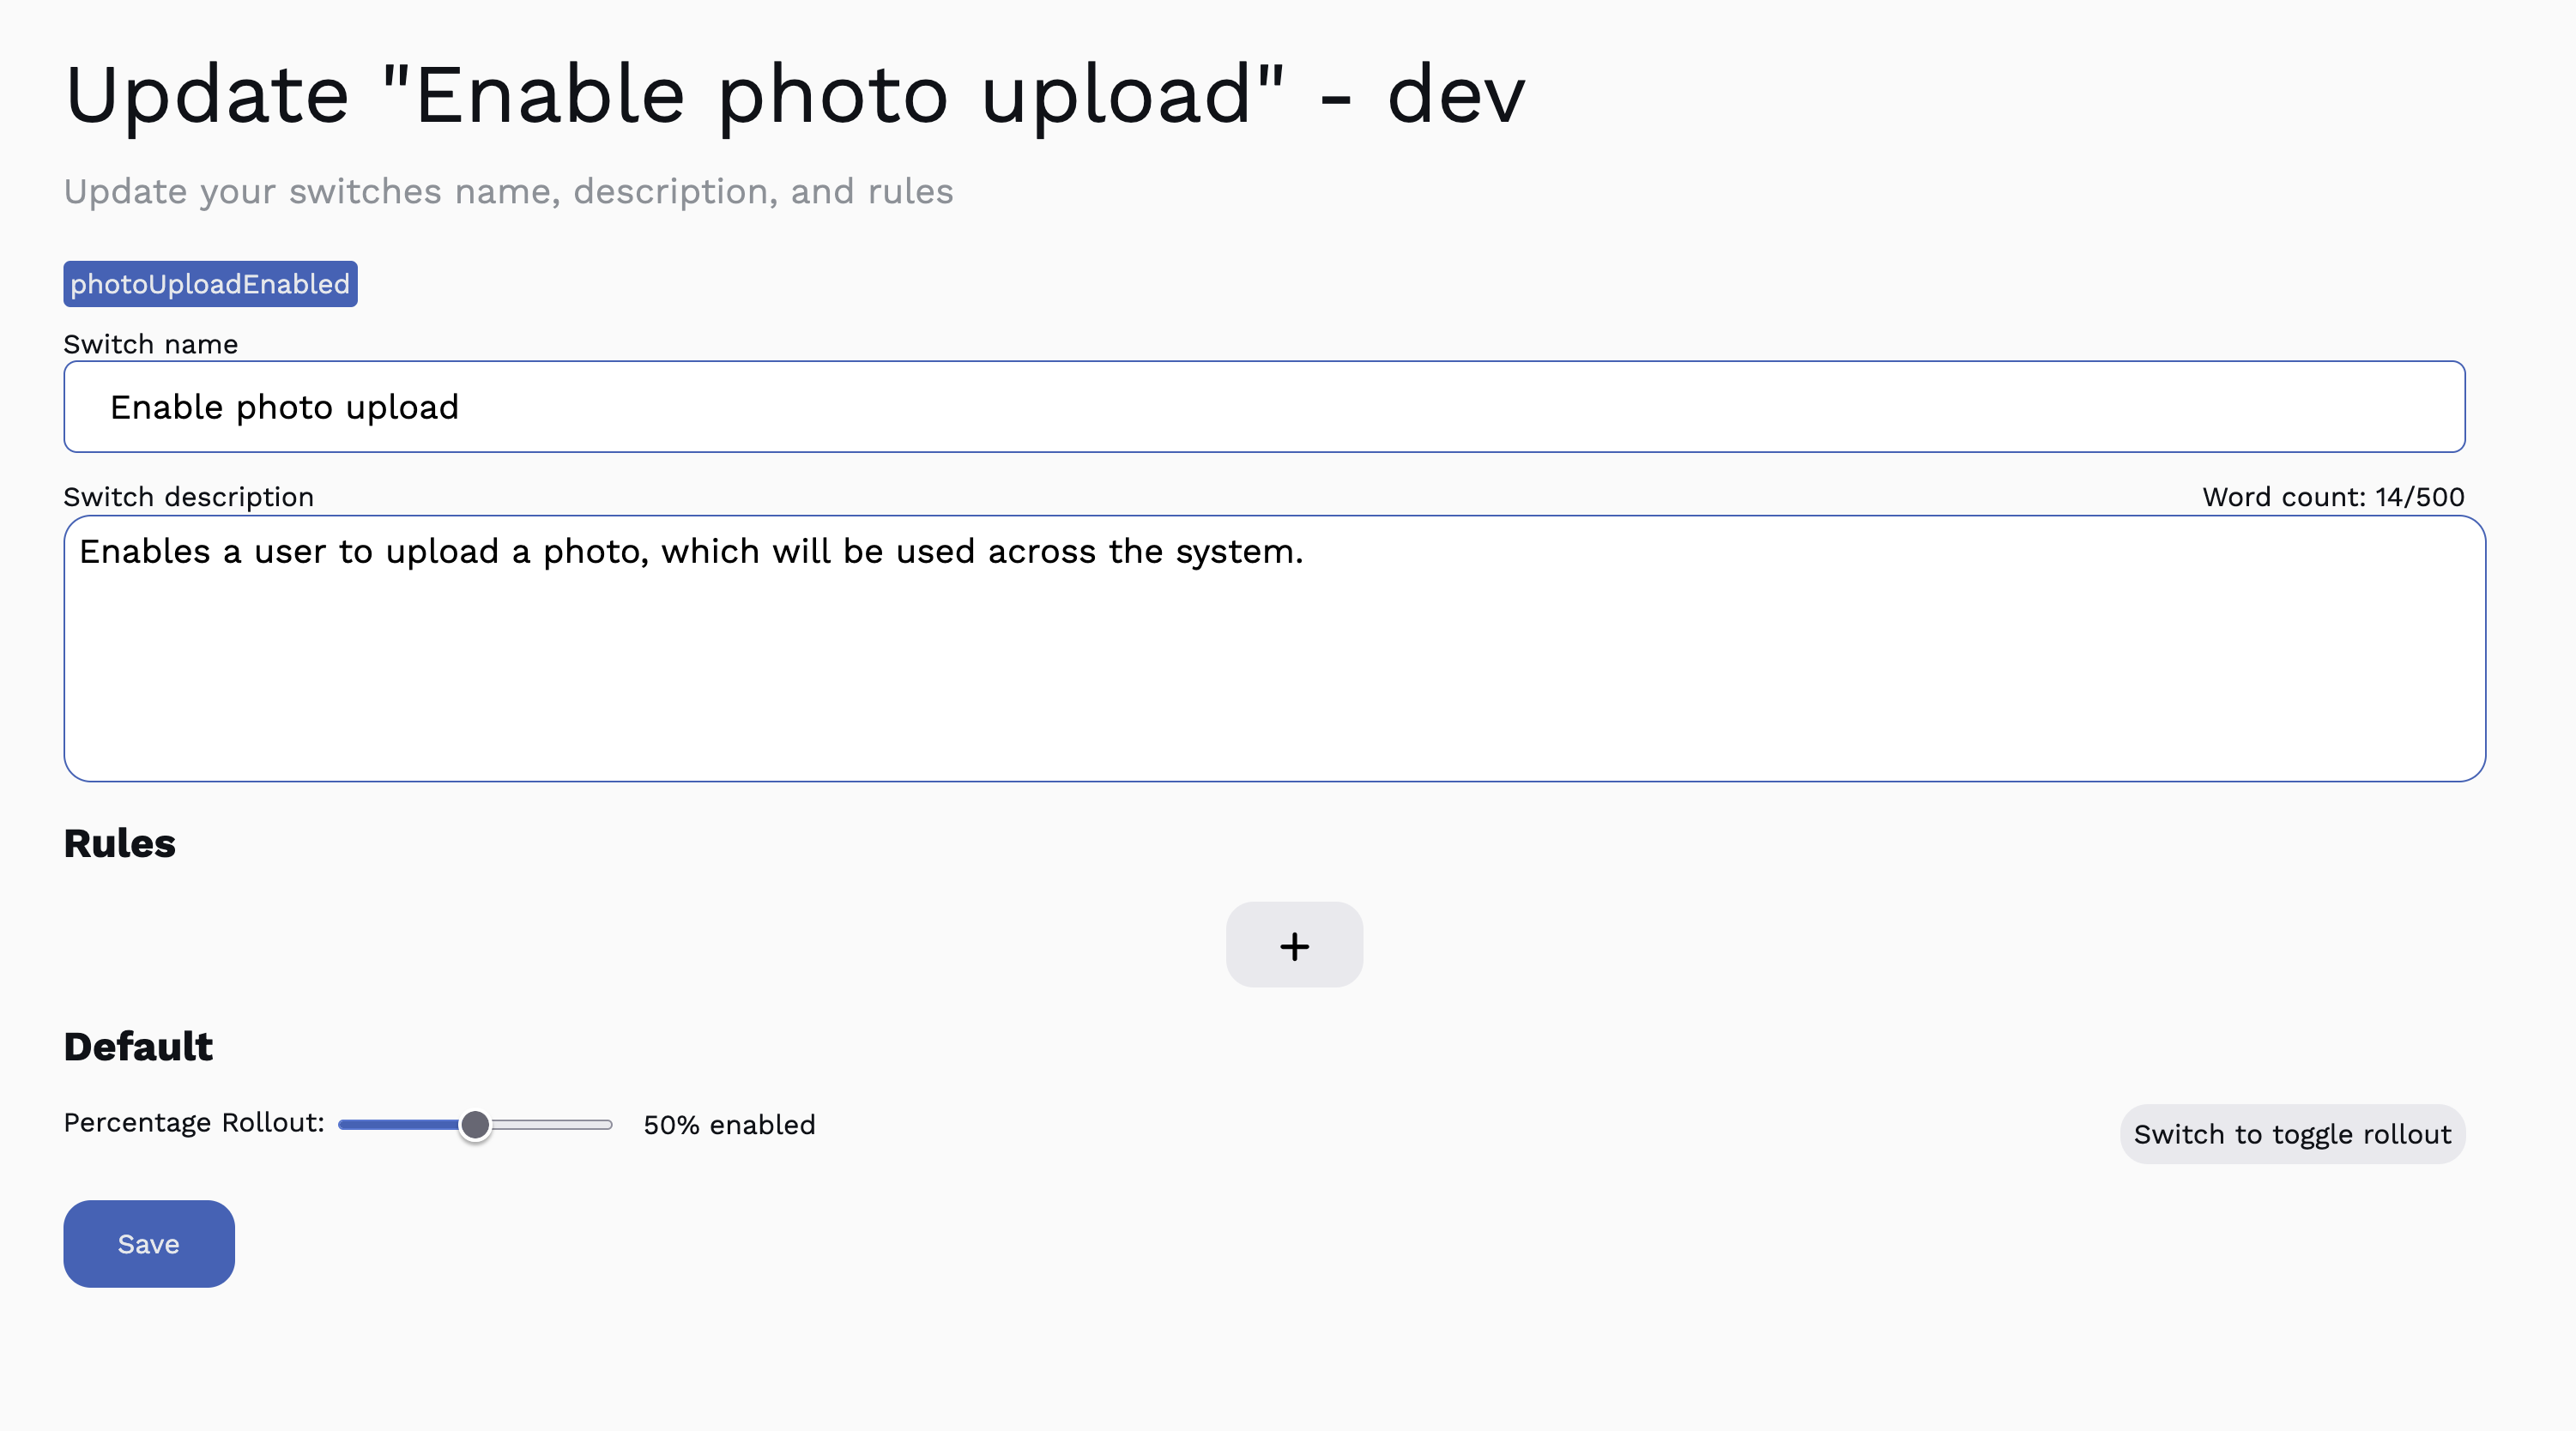 Update "Enable photo upload" - dev
Update your switches name, description, and rules
photoUploadEnabled
Switch name
Enable photo upload
Switch description Word count: 14/500
Enables a user to upload a photo, which will be used across the system.
Rules
+
Default
Percentage Rollout: 50% enabled Switch to toggle rollout
Save